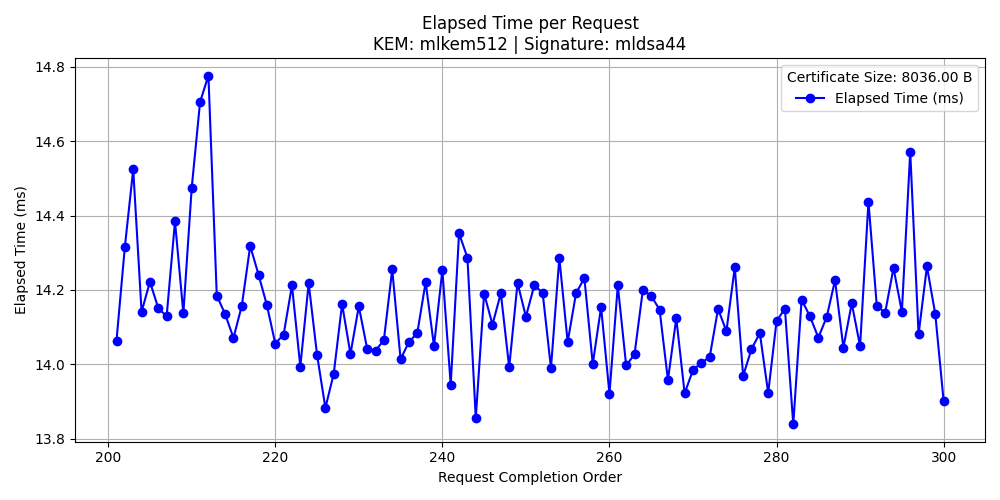 Elapsed Time per Request
KEM: mlkem512 | Signature: mldsa44
Certificate Size: 8036.00 B
Elapsed Time (ms)
Elapsed Time (ms)
14.8
14.6
14.4
14.2
14.0
13.8
200 220 240 260 280 300
Request Completion Order